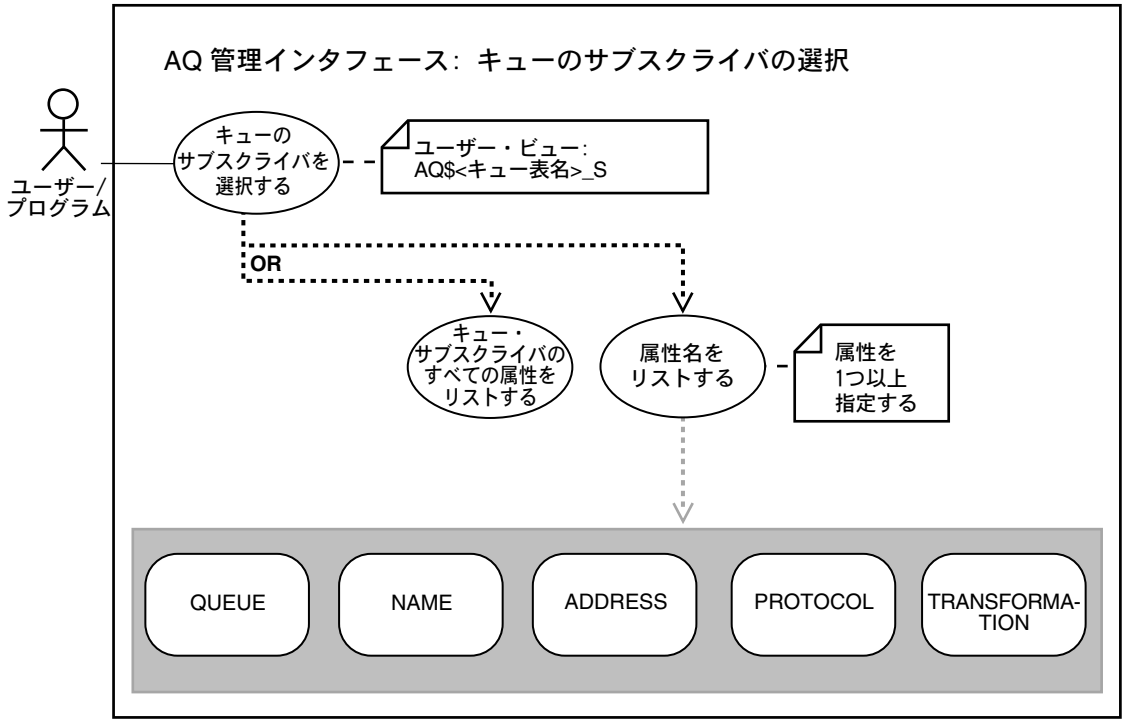 AQ 管理インタフェース: キューのサブスクライバの選択
ユーザー/
プログラム
キューの
サブスクライバを
選択する
ユーザー・ビュー:
AQ$<キュー表名>_S
OR
キュー・
サブスクライバの
すべての属性を
リストする
属性名を
リストする
属性を
1つ以上
指定する
QUEUE
NAME
ADDRESS
PROTOCOL
TRANSFORMA-
TION